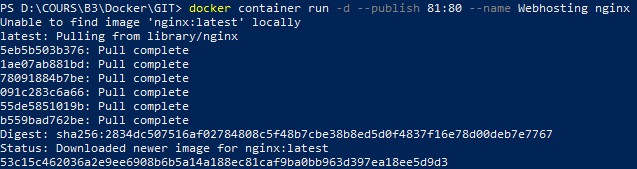 PS D:\COURS\B3\Docker\GIT> docker container run -d --publish 81:80 --name Webhosting nginx
Unable to find image 'nginx:latest' locally
latest: Pulling from library/nginx
5eb5b503b376: Pull complete
1ae07ab881bd: Pull complete
78091884b7be: Pull complete
091c283c6a66: Pull complete
55de5851019b: Pull complete
b559bad762be: Pull complete
Digest: sha256:2834dc507516af02784808c5f48b7cbe38b8ed5d0f4837f16e78d00deb7e7767
Status: Downloaded newer image for nginx:latest
53c15c462036a2e9ee6908b6b5a14a188ec81caf9ba0bb963d397ea18ee5d9d3